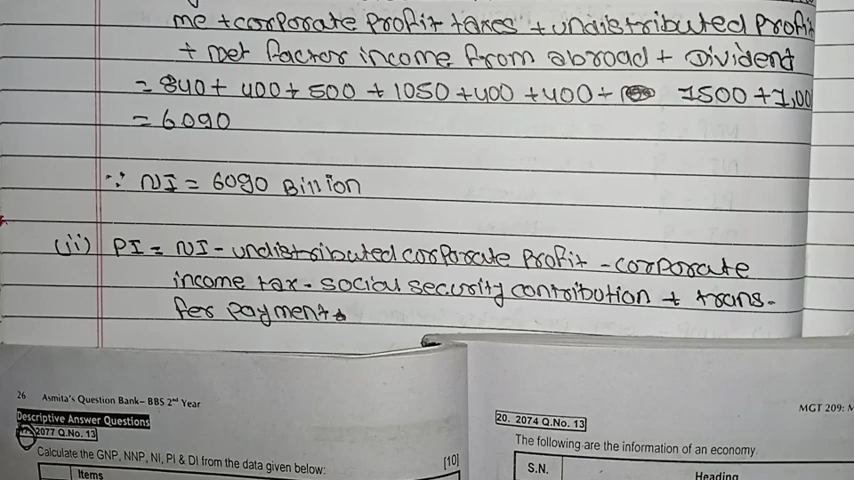 me + corporate profit taxes + undistributed profit
+ net factor income from abroad + Dividend
= 840 + 400 + 500 + 1050 + 400 + 400 + 1500 + 1,00
= 6090
∵ NI = 6090 Billion
(ii) PI = NI - undistributed corporate profit - corporate
income tax - social security contribution + trans-
fer payment
26 Asmita's Question Bank– BBS 2nd Year
Descriptive Answer Questions
2077 Q.No. 13
Calculate the GNP, NNP, NI, PI & DI from the data given below: [10]
Items
MGT 209: M
20. 2074 Q.No. 13
The following are the information of an economy.
S.N. Heading